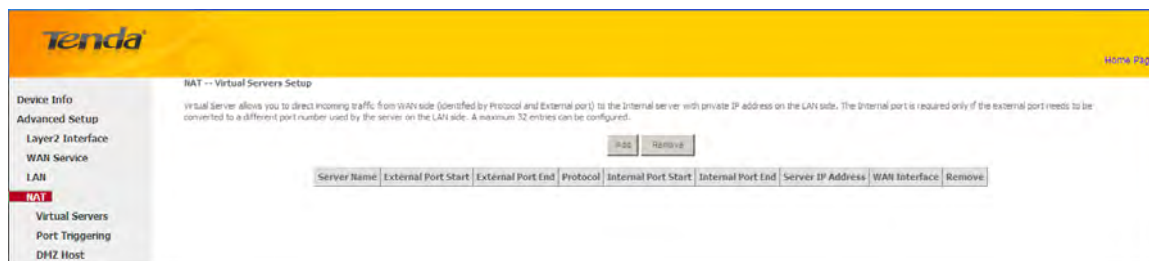 Tenda
Home Pag
NAT -- Virtual Servers Setup
Device Info
Virtual Server allows you to direct incoming traffic from WAN side (identified by Protocol and External port) to the Internal server with private IP address on the LAN side. The Internal port is required only if the external port needs to be
converted to a different port number used by the server on the LAN side. A maximum 32 entries can be configured.
Advanced Setup
Layer2 Interface
Add Remove
WAN Service
LAN
Server Name External Port Start External Port End Protocol Internal Port Start Internal Port End Server IP Address WAN Interface Remove
NAT
Virtual Servers
Port Triggering
DMZ Host